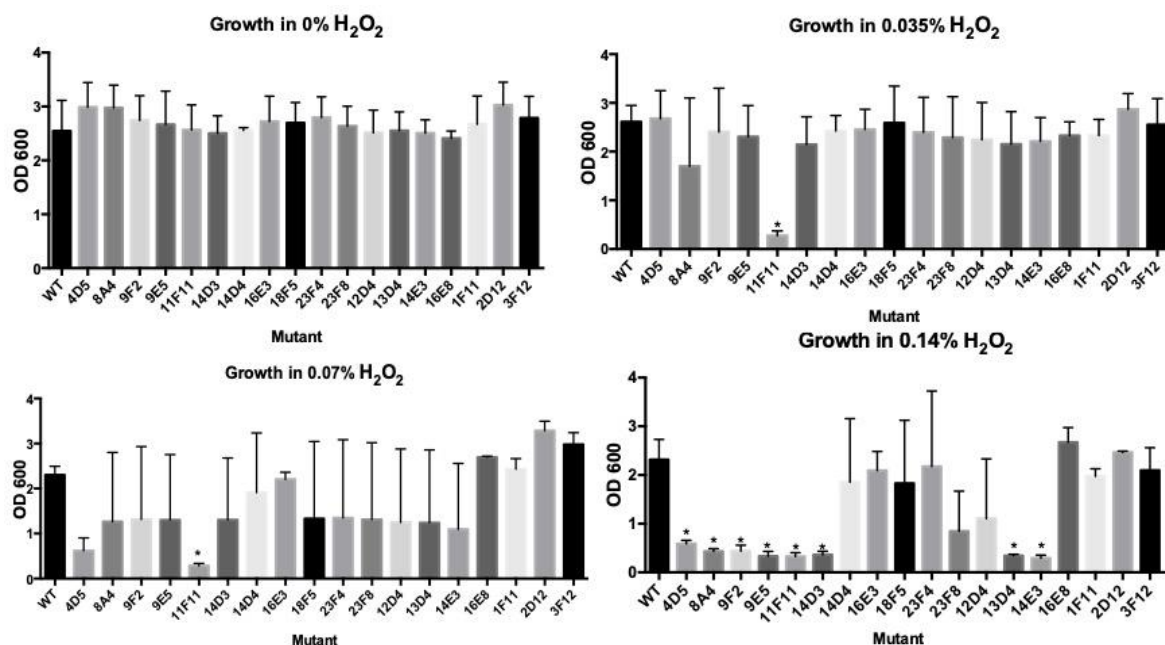 Growth in 0% H2O2
4
3
2
1
0
OD 600
WT 4D5 8A4 9F2 9E5 11F11 14D3 14D4 16E3 18F5 23F4 23F8 12D4 13D4 14E3 16E8 1F11 2D12 3F12
Mutant
Growth in 0.035% H2O2
4
3
2
1
0
OD 600
*
WT 4D5 8A4 9F2 9E5 11F11 14D3 14D4 16E3 18F5 23F4 23F8 12D4 13D4 14E3 16E8 1F11 2D12 3F12
Mutant
Growth in 0.07% H2O2
4
3
2
1
0
OD 600
*
WT 4D5 8A4 9F2 9E5 11F11 14D3 14D4 16E3 18F5 23F4 23F8 12D4 13D4 14E3 16E8 1F11 2D12 3F12
Mutant
Growth in 0.14% H2O2
4
3
2
1
0
OD 600
* * * * * * * *
WT 4D5 8A4 9F2 9E5 11F11 14D3 14D4 16E3 18F5 23F4 23F8 12D4 13D4 14E3 16E8 1F11 2D12 3F12
Mutant